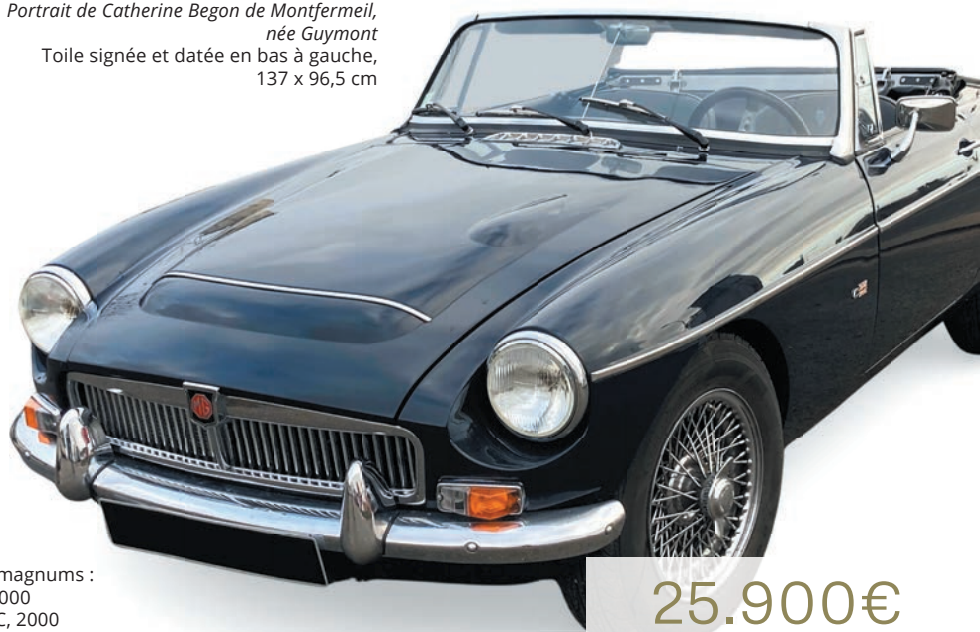 Portrait de Catherine Begon de Montfermeil,
née Guymont
Toile signée et datée en bas à gauche,
137 x 96,5 cm
MG
magnums :
000
C, 2000
25.900€